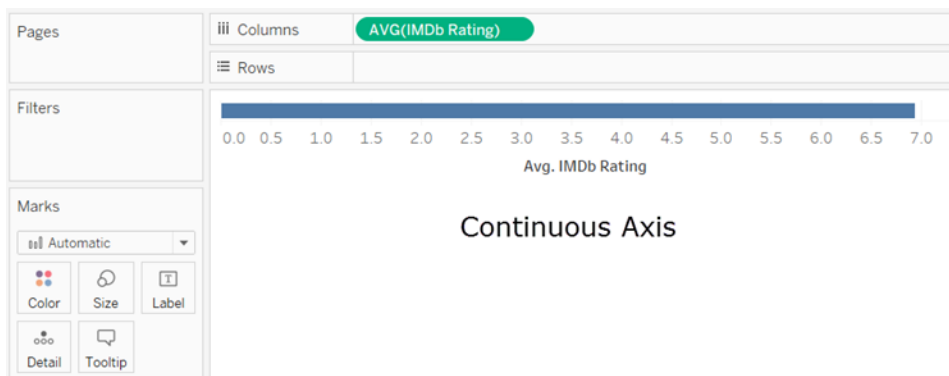 Pages
Columns
AVG(IMDb Rating)
Rows
Filters
0.0 0.5 1.0 1.5 2.0 2.5 3.0 3.5 4.0 4.5 5.0 5.5 6.0 6.5 7.0
Avg. IMDb Rating
Marks
Automatic
Color Size Label
Detail Tooltip
Continuous Axis